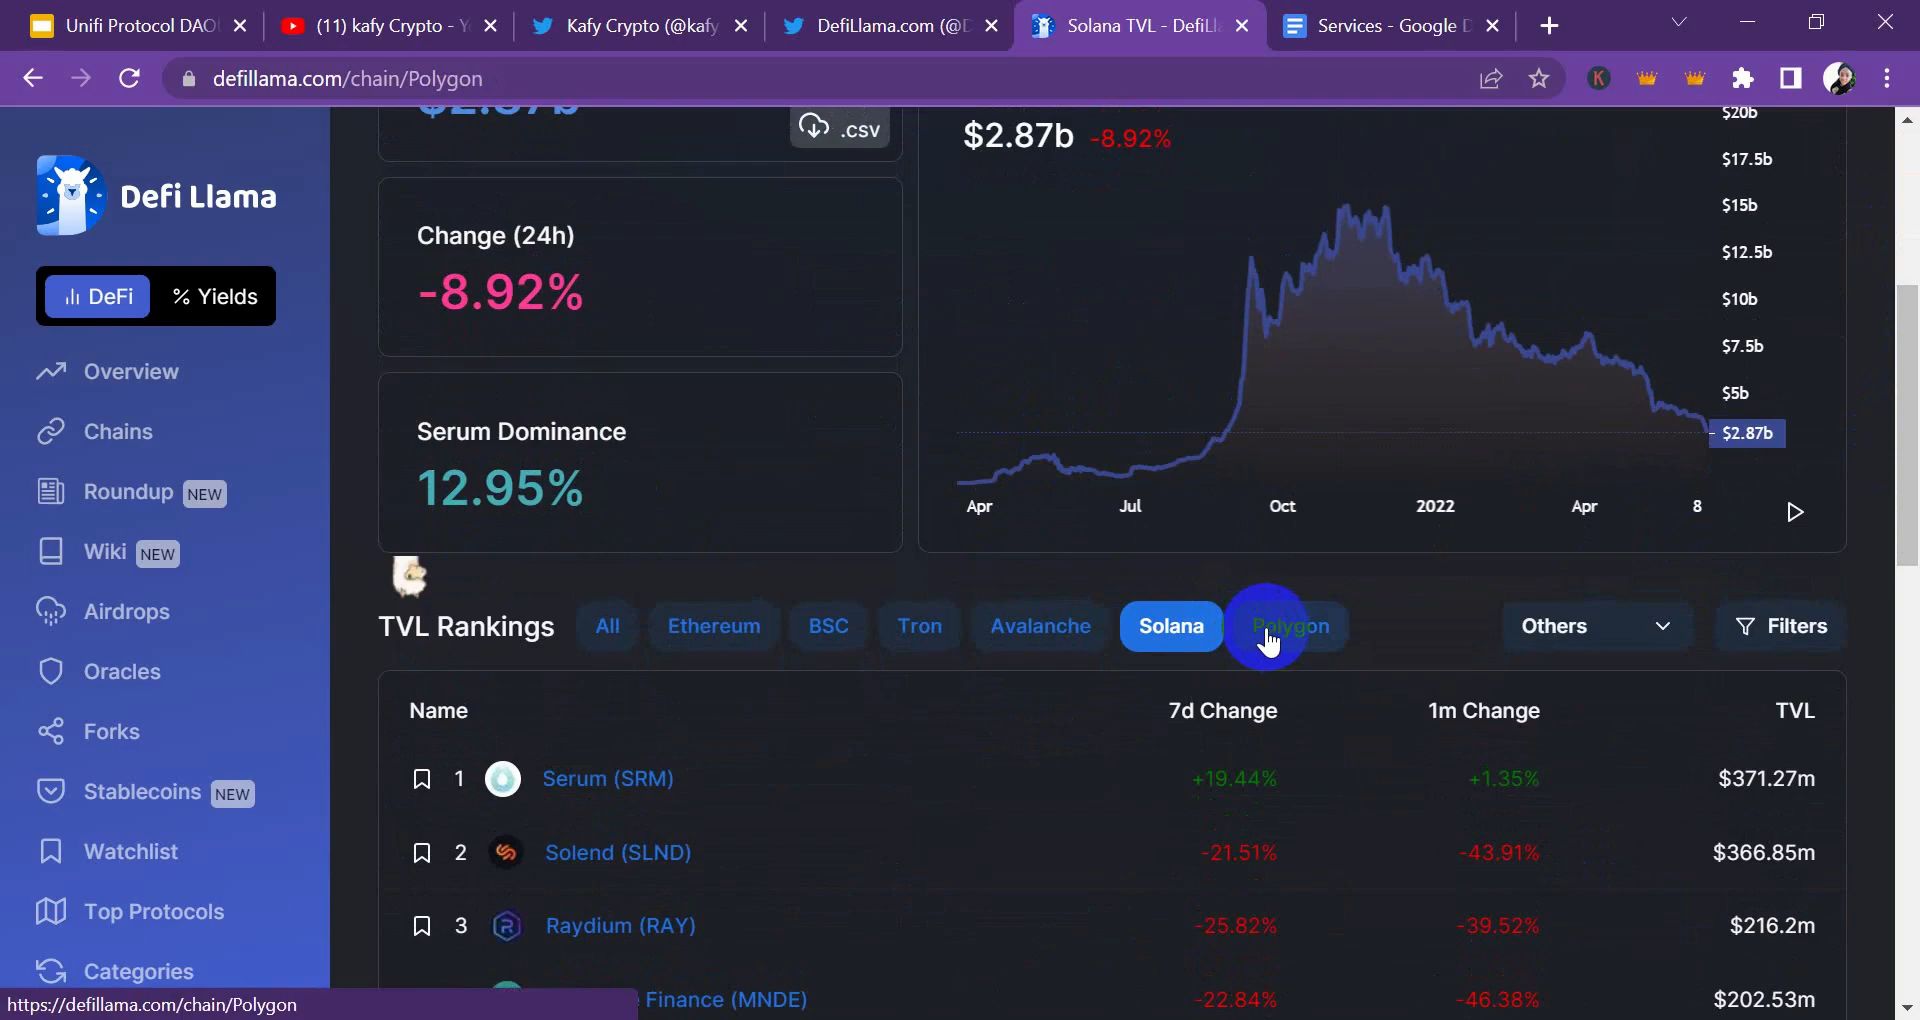 Unifi Protocol DAO
(11) kafy Crypto - Y
Kafy Crypto (@kafy
DefiLlama.com (@D
Solana TVL - DefiLl
Services - Google D
defillama.com/chain/Polygon
K
Defi Llama
DeFi
% Yields
Overview
Chains
Roundup NEW
Wiki NEW
Airdrops
Oracles
Forks
Stablecoins NEW
Watchlist
Top Protocols
Categories
https://defillama.com/chain/Polygon
$2.87b
.csv
Change (24h)
-8.92%
Serum Dominance
12.95%
$2.87b -8.92%
$20b
$17.5b
$15b
$12.5b
$10b
$7.5b
$5b
$2.87b
Apr Jul Oct 2022 Apr 8
TVL Rankings All Ethereum BSC Tron Avalanche Solana Polygon Others Filters
Name 7d Change 1m Change TVL
1 Serum (SRM) +19.44% +1.35% $371.27m
2 Solend (SLND) -21.51% -43.91% $366.85m
3 Raydium (RAY) -25.82% -39.52% $216.2m
Finance (MNDE) -22.84% -46.38% $202.53m